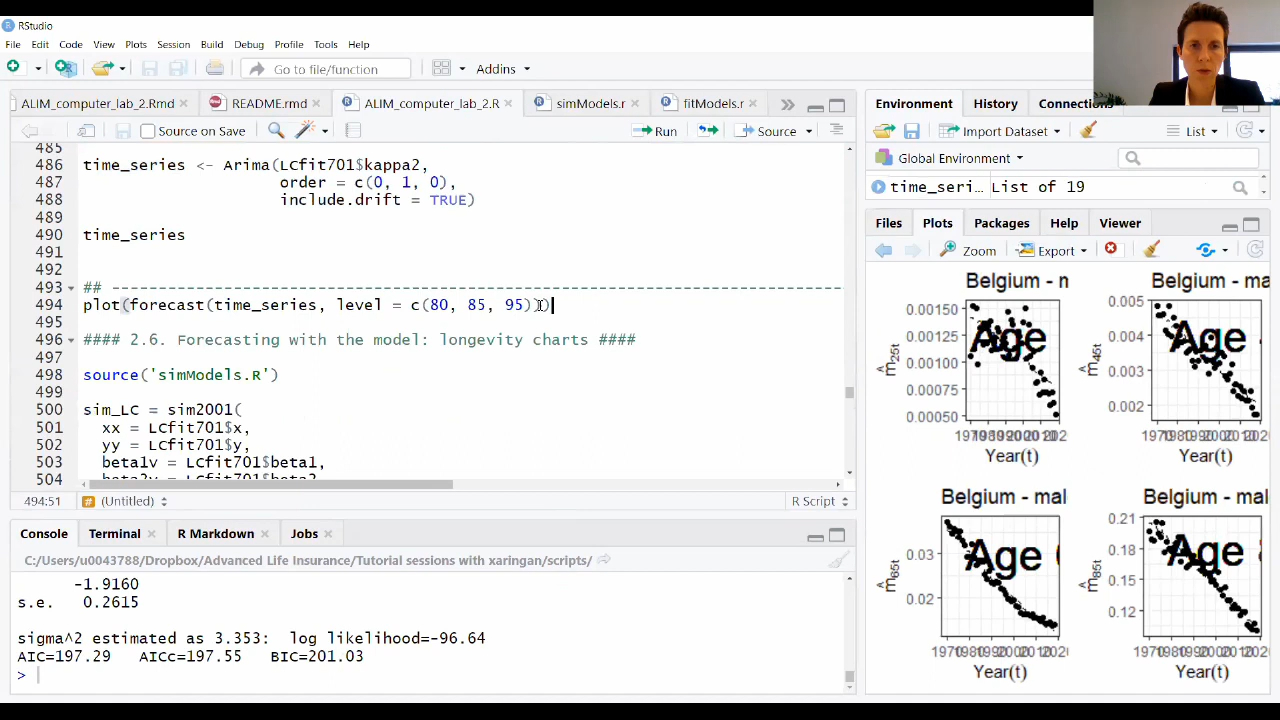 RStudio
File Edit Code View Plots Session Build Debug Profile Tools Help
Go to file/function Addins
ALIM_computer_lab_2.Rmd README.rmd ALIM_computer_lab_2.R simModels.r fitModels.r
Source on Save Run Source
485
486 time_series <- Arima(LCfit701$kappa2,
487 order = c(0, 1, 0),
488 include.drift = TRUE)
489
490 time_series
491
492
493 ## --------------------------------------------------------------------------------
494 plot(forecast(time_series, level = c(80, 85, 95)))
495
496 #### 2.6. Forecasting with the model: longevity charts ####
497
498 source('simModels.R')
499
500 sim_LC = sim2001(
501 xx = LCfit701$x,
502 yy = LCfit701$y,
503 beta1v = LCfit701$beta1,
504 beta2v = LCfit701$beta2
494:51 (Untitled) R Script
Console Terminal R Markdown Jobs
C:/Users/u0043788/Dropbox/Advanced Life Insurance/Tutorial sessions with xaringan/scripts/
-1.9160
s.e. 0.2615
sigma^2 estimated as 3.353: log likelihood=-96.64
AIC=197.29 AICc=197.55 BIC=201.03
>
Environment History Connections
Import Dataset List
Global Environment
time_seri… List of 19
Files Plots Packages Help Viewer
Zoom Export
Belgium - m
0.00150
0.00125
0.00100
0.00075
0.00050
Age
m̂25t
Year(t)
Belgium - mal
0.005
0.004
0.003
0.002
Age
m̂45t
Year(t)
Belgium - mal
0.03
0.02
Age
m̂65t
Year(t)
Belgium - mal
0.21
0.18
0.15
0.12
Age
m̂85t
Year(t)